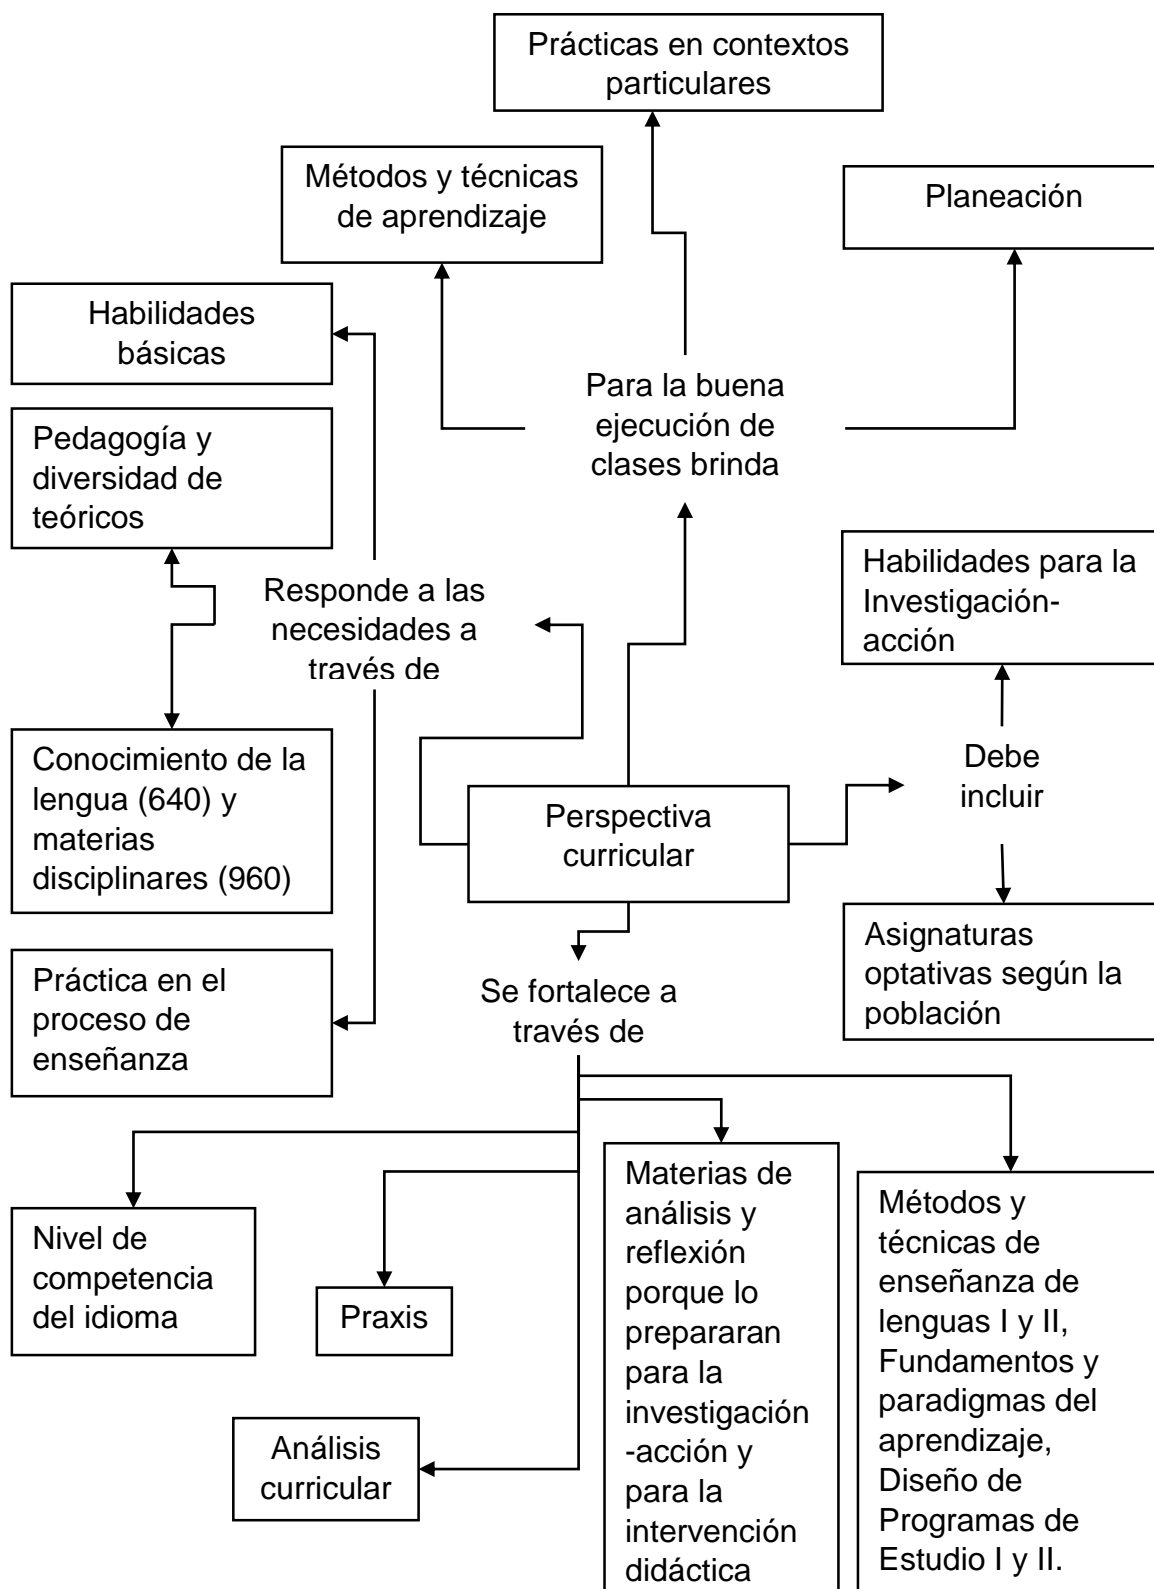 Prácticas en contextos
particulares
Métodos y técnicas
de aprendizaje
Planeación
Habilidades
básicas
Para la buena
ejecución de
clases brinda
Pedagogía y
diversidad de
teóricos
Habilidades para la
Investigación-
acción
Responde a las
necesidades a
través de
Conocimiento de la
lengua (640) y
materias
disciplinares (960)
Debe
incluir
Perspectiva
curricular
Asignaturas
optativas según la
población
Práctica en el
proceso de
enseñanza
Se fortalece a
través de
Nivel de
competencia
del idioma
Praxis
Análisis
curricular
Materias de
análisis y
reflexión
porque lo
prepararan
para la
investigación
-acción y
para la
intervención
didáctica
Métodos y
técnicas de
enseñanza de
lenguas I y II,
Fundamentos y
paradigmas del
aprendizaje,
Diseño de
Programas de
Estudio I y II.